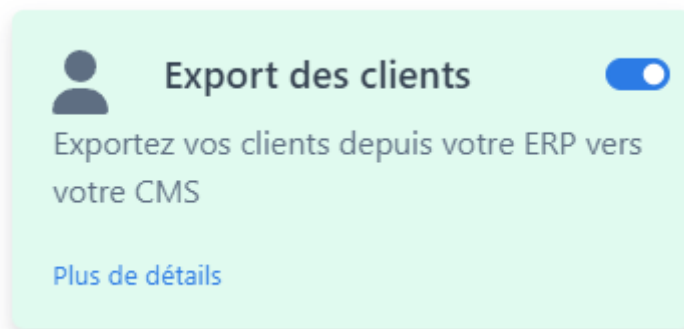 Export des clients
Exportez vos clients depuis votre ERP vers
votre CMS
Plus de détails